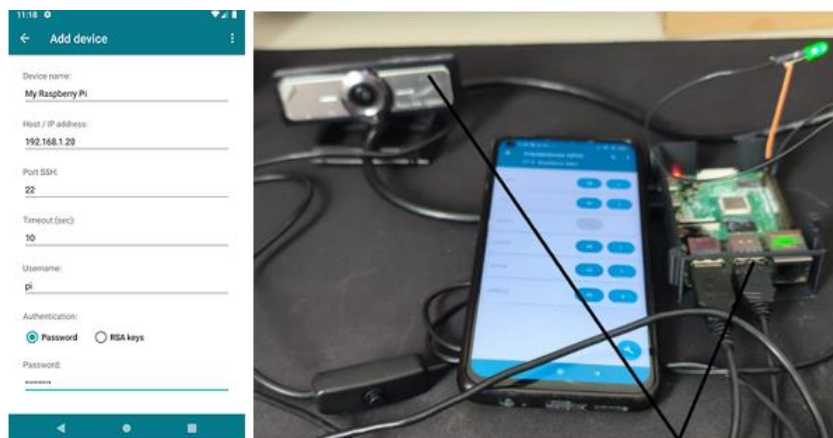 11:18
Add device
Device name:
My Raspberry Pi
Host / IP address:
192.168.1.20
Port SSH:
22
Timeout (sec):
10
Username:
pi
Authentication:
Password
RSA keys
Password: